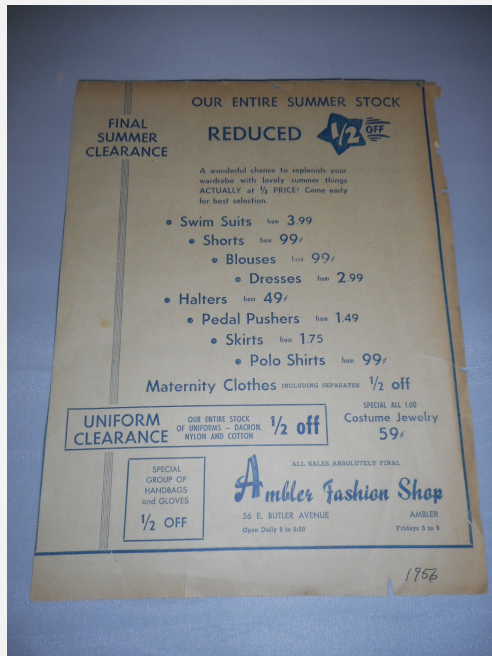 OUR ENTIRE SUMMER STOCK
FINAL
SUMMER
CLEARANCE
REDUCED 1/2 OFF
A wonderful chance to replenish your
wardrobe with lovely summer things
ACTUALLY at 1/2 PRICE! Come early
for best selection.
• Swim Suits from 3.99
• Shorts from 99¢
• Blouses from 99¢
• Dresses from 2.99
• Halters from 49¢
• Pedal Pushers from 1.49
• Skirts from 1.75
• Polo Shirts from 99¢
Maternity Clothes INCLUDING SEPARATES 1/2 off
UNIFORM
CLEARANCE
OUR ENTIRE STOCK
OF UNIFORMS – DACRON,
NYLON AND COTTON
1/2 off
SPECIAL ALL 1.00
Costume Jewelry
59¢
SPECIAL
GROUP OF
HANDBAGS
and GLOVES
1/2 OFF
ALL SALES ABSOLUTELY FINAL
Ambler Fashion Shop
56 E. BUTLER AVENUE AMBLER
Open Daily 9 to 5:30 Fridays 9 to 9
1956